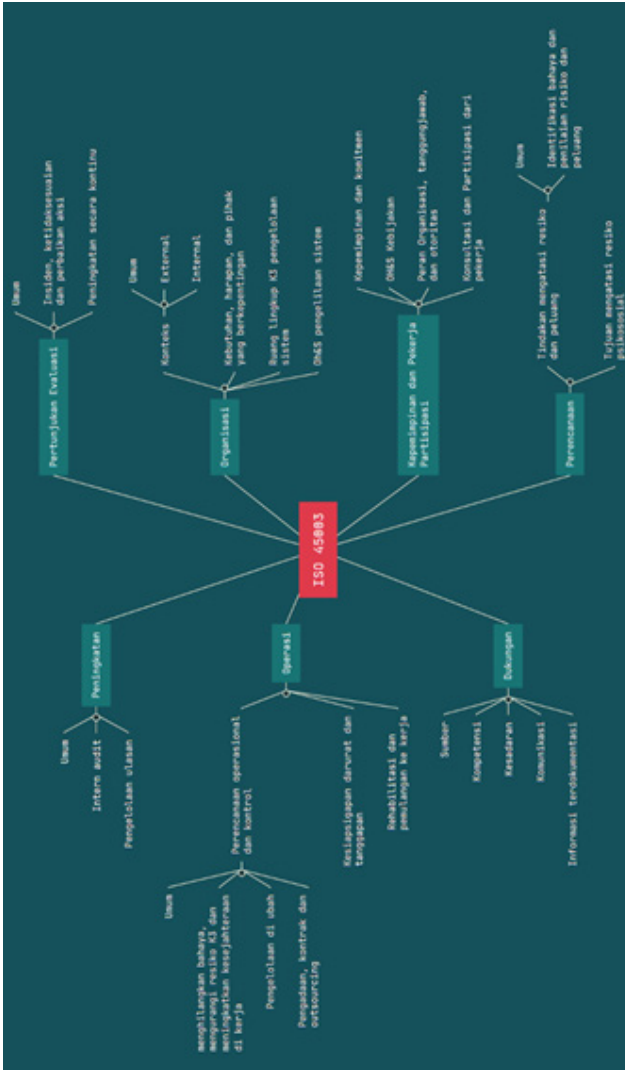 ISO 45003
Pertunjukan Evaluasi
Umum
Insiden, ketidaksesuaian
dan perbaikan aksi
Peningkatan secara kontinu
Organisasi
Konteks
Umum
External
Internal
Kebutuhan, harapan, dan pihak
yang berkepentingan
Ruang lingkup K3 pengelolaan
sistem
OH&S pengelilaan sistem
Kepemimpinan dan Pekerja
Partisipasi
Kepemimpinan dan komitmen
OH&S Kebijakan
Peran Organisasi, tanggungjawab,
dan otoritas
Konsultasi dan Partisipasi dari
pekerja
Perencanaam
Tindakan mengatasi resiko
dan peluang
Umum
Identifikasi bahaya dan
penilaian risiko dan
peluang
Tujuan mengatasi resiko
psikososial
Peningkatan
Umum
Intern audit
Pengelolaan ulasan
Operasi
Perencanaan operasional
dan kontrol
Umum
menghilangkan bahaya,
mengurangi resiko K3 dan
meningkatkan kesejahteraan
di kerja
Pengelolaan di ubah
Pengadaan, kontrak dan
outsourcing
Kesiapsigapan darurat dan
tanggapan
Rehabilitasi dan
pemulangan ke kerja
Dukungan
Sumber
Kompetensi
Kesadaran
Komunikasi
Informasi terdokumentasi